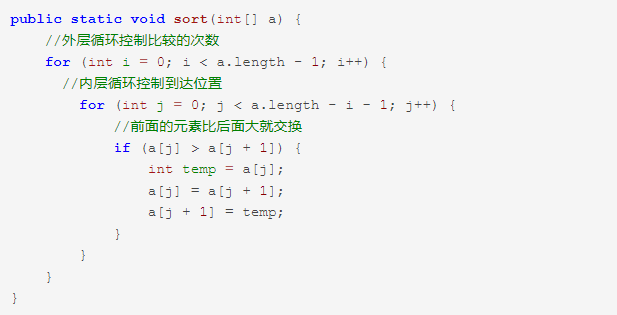 public static void sort(int[] a) {
    //外层循环控制比较的次数
    for (int i = 0; i < a.length - 1; i++) {
      //内层循环控制到达位置
        for (int j = 0; j < a.length - i - 1; j++) {
            //前面的元素比后面大就交换
            if (a[j] > a[j + 1]) {
                int temp = a[j];
                a[j] = a[j + 1];
                a[j + 1] = temp;
            }
        }
    }
}